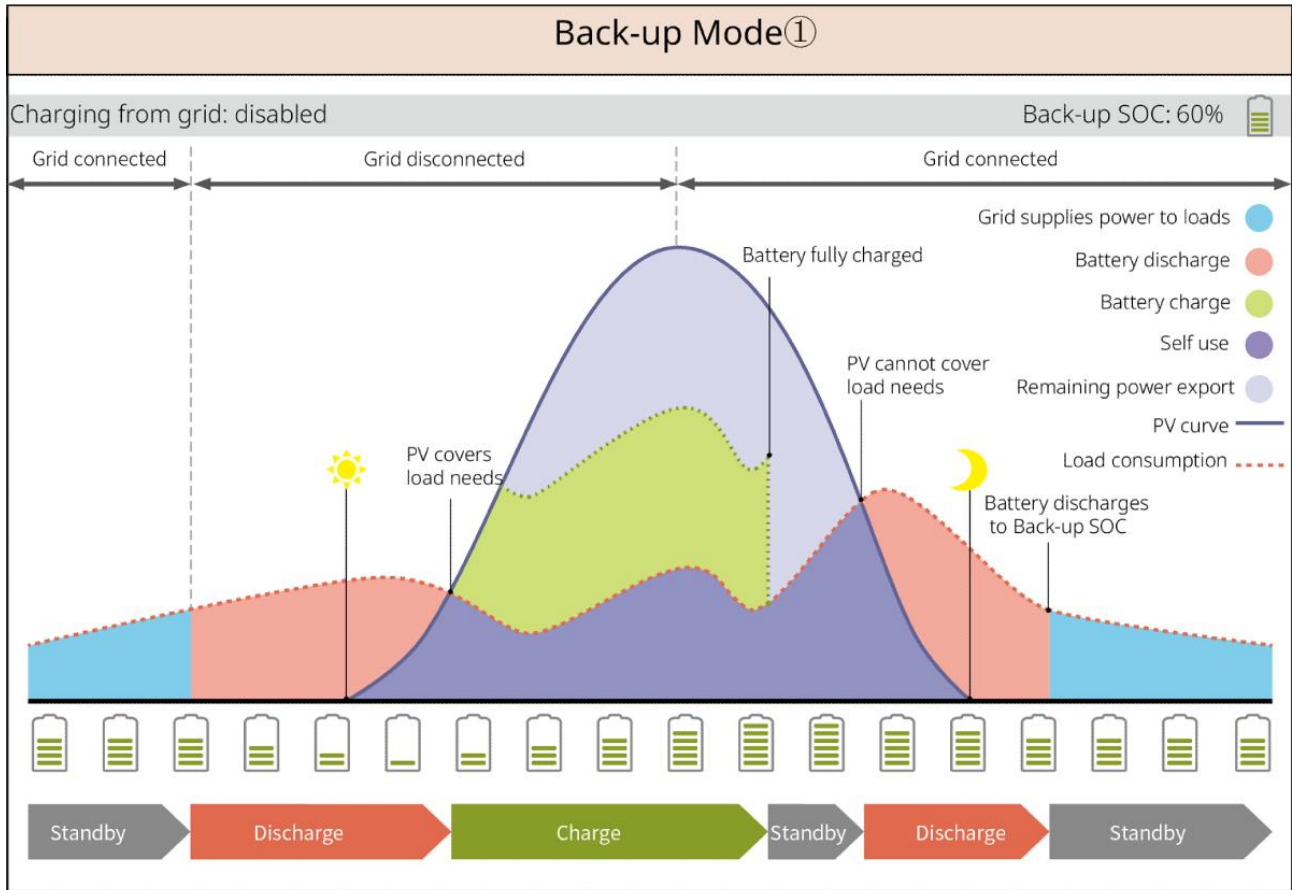 Back-up Mode①
Charging from grid: disabled
Back-up SOC: 60%
Grid connected
Grid disconnected
Grid connected
Grid supplies power to loads
Battery discharge
Battery charge
Self use
Remaining power export
PV curve
Load consumption
Battery fully charged
PV cannot cover
load needs
PV covers
load needs
Battery discharges
to Back-up SOC
Standby
Discharge
Charge
Standby
Discharge
Standby